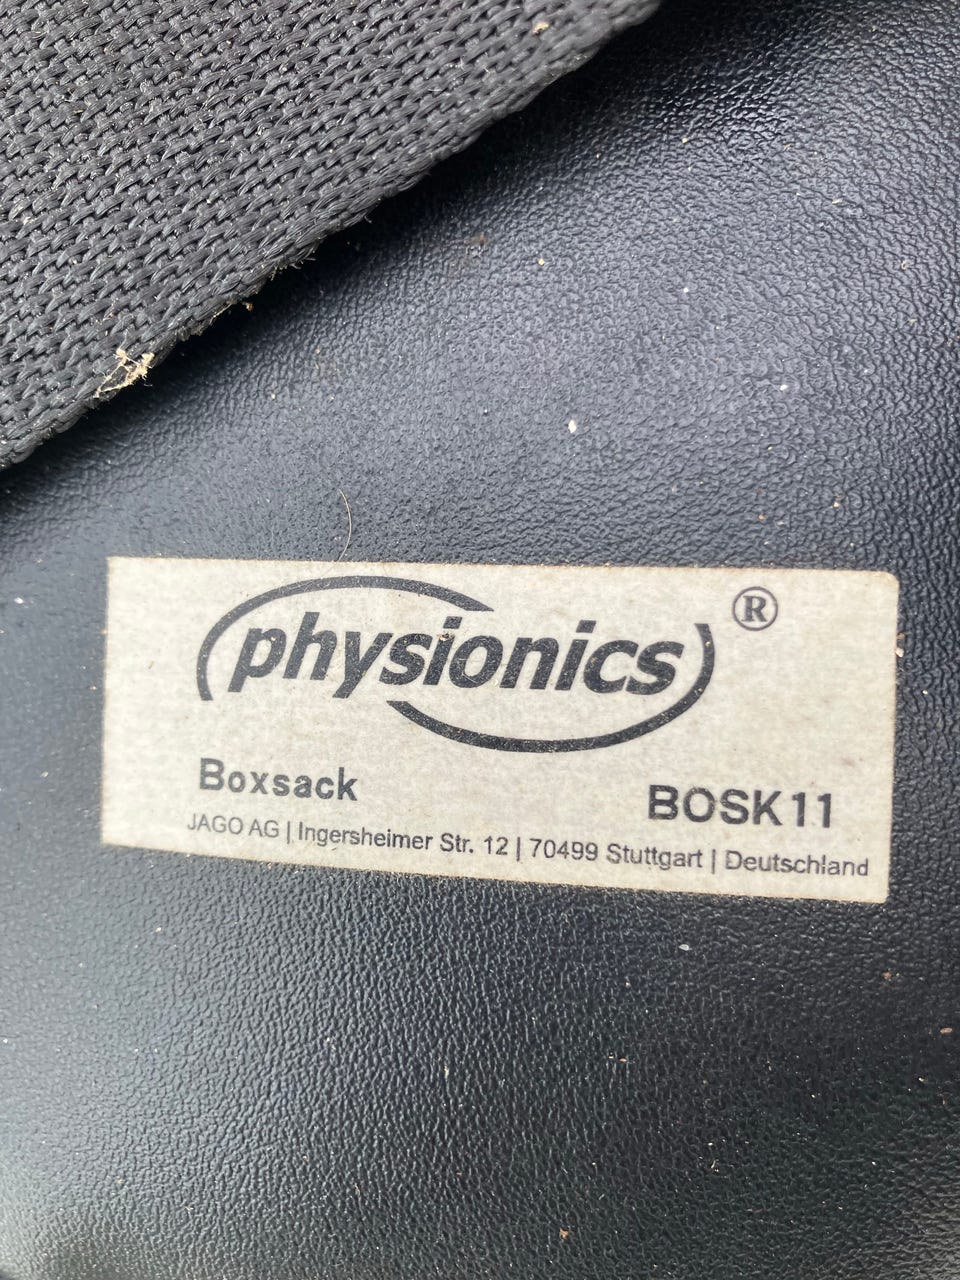 physionics®
Boxsack BOSK11
JAGO AG | Ingersheimer Str. 12 | 70499 Stuttgart | Deutschland